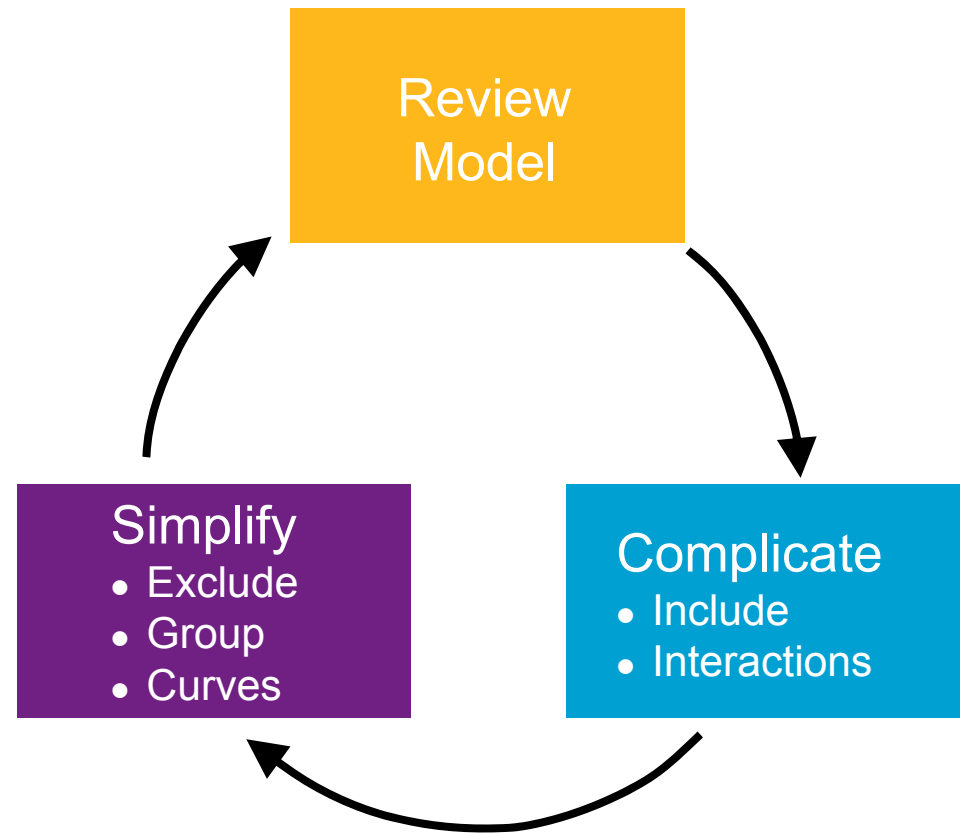 Review
Model
Simplify
• Exclude
• Group
• Curves
Complicate
• Include
• Interactions